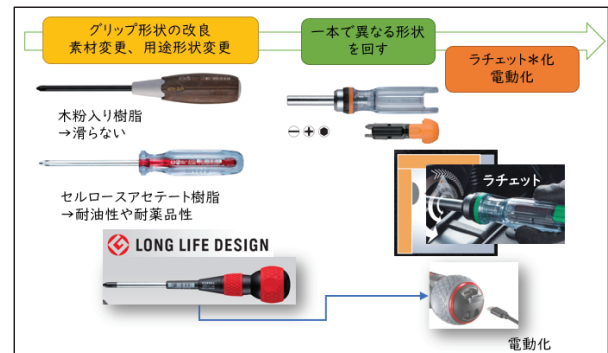 グリップ形状の改良
素材変更、用途形状変更
一本で異なる形状
を回す
ラチェット*化
電動化
木粉入り樹脂
→滑らない
セルロースアセテート樹脂
→耐油性や耐薬品性
ラチェット
LONG LIFE DESIGN
電動化